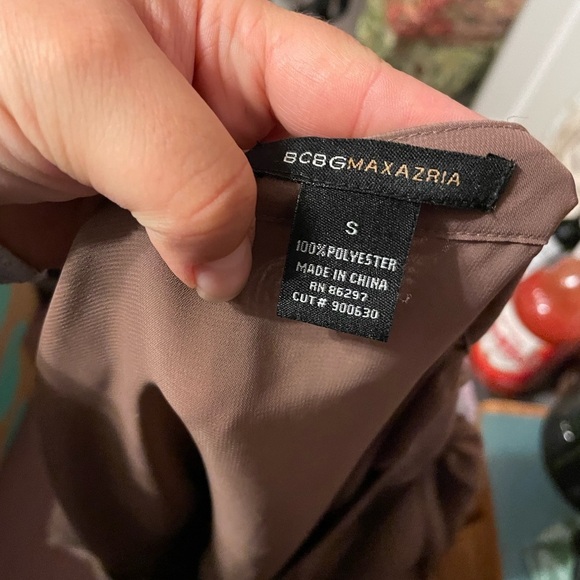 BCBGMAXAZRIA
S
100% POLYESTER
MADE IN CHINA
RN 86297
CUT# 900630